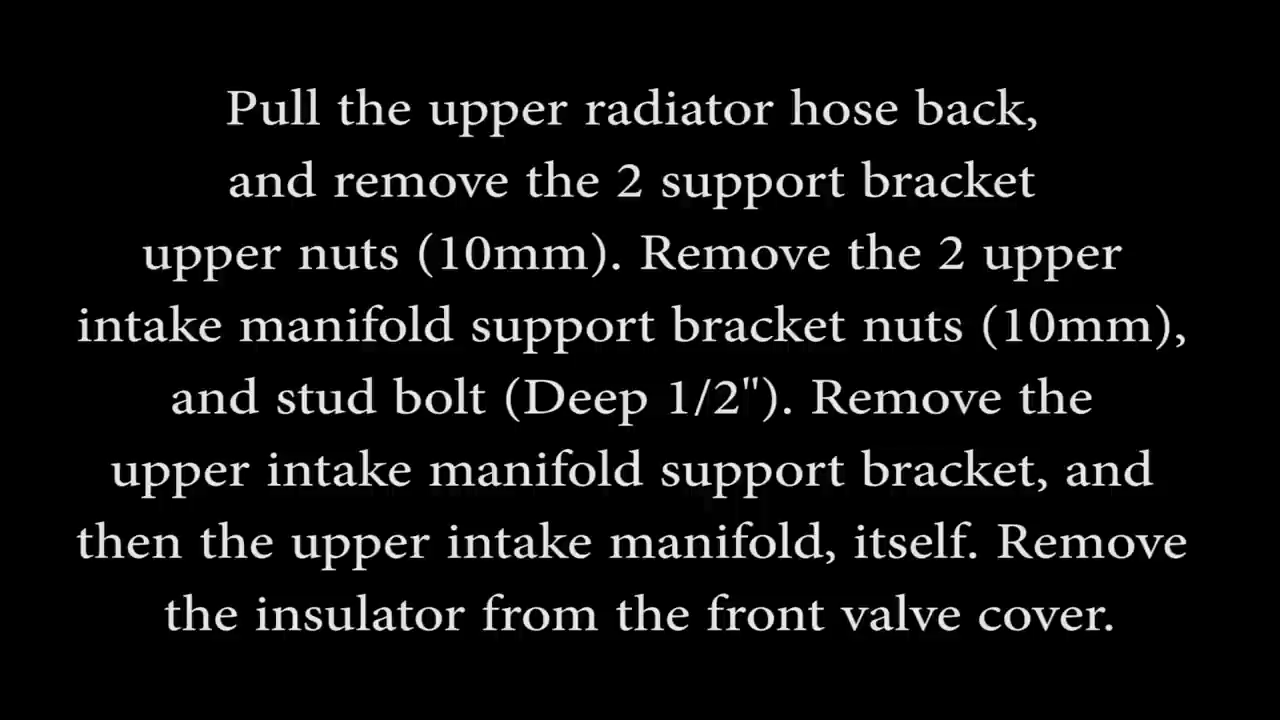 Pull the upper radiator hose back,
and remove the 2 support bracket
upper nuts (10mm). Remove the 2 upper
intake manifold support bracket nuts (10mm),
and stud bolt (Deep 1/2"). Remove the
upper intake manifold support bracket, and
then the upper intake manifold, itself. Remove
the insulator from the front valve cover.